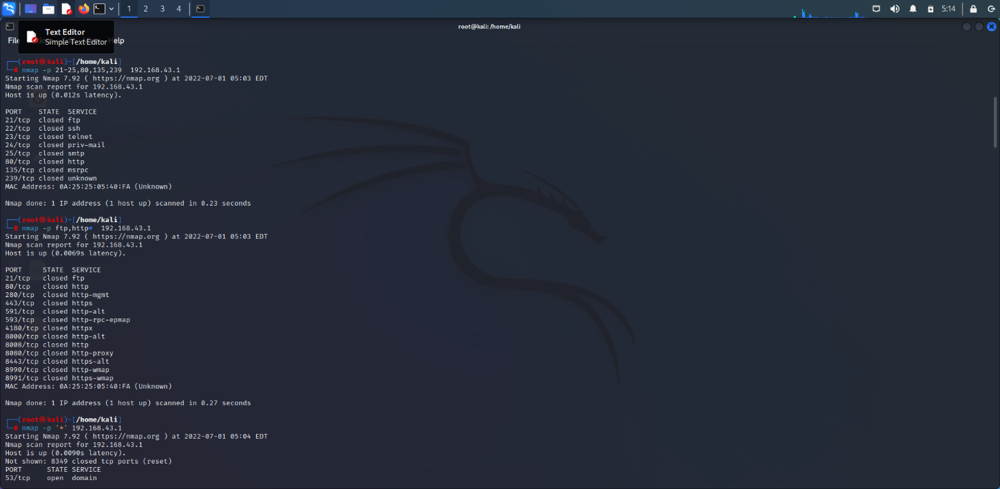 1 2 3 4 5:14
root@kali: /home/kali
Text Editor
Simple Text Editor
File Help
(root㉿kali)-[/home/kali]
# nmap -p 21-25,80,135,239 192.168.43.1
Starting Nmap 7.92 ( https://nmap.org ) at 2022-07-01 05:03 EDT
Nmap scan report for 192.168.43.1
Host is up (0.012s latency).
PORT STATE SERVICE
21/tcp closed ftp
22/tcp closed ssh
23/tcp closed telnet
24/tcp closed priv-mail
25/tcp closed smtp
80/tcp closed http
135/tcp closed msrpc
239/tcp closed unknown
MAC Address: 0A:25:25:05:40:FA (Unknown)
Nmap done: 1 IP address (1 host up) scanned in 0.23 seconds
(root㉿kali)-[/home/kali]
# nmap -p ftp,http* 192.168.43.1
Starting Nmap 7.92 ( https://nmap.org ) at 2022-07-01 05:03 EDT
Nmap scan report for 192.168.43.1
Host is up (0.0069s latency).
PORT STATE SERVICE
21/tcp closed ftp
80/tcp closed http
280/tcp closed http-mgmt
443/tcp closed https
591/tcp closed http-alt
593/tcp closed http-rpc-epmap
4180/tcp closed httpx
8000/tcp closed http-alt
8008/tcp closed http
8080/tcp closed http-proxy
8443/tcp closed https-alt
8990/tcp closed http-wmap
8991/tcp closed https-wmap
MAC Address: 0A:25:25:05:40:FA (Unknown)
Nmap done: 1 IP address (1 host up) scanned in 0.27 seconds
(root㉿kali)-[/home/kali]
# nmap -p '*' 192.168.43.1
Starting Nmap 7.92 ( https://nmap.org ) at 2022-07-01 05:04 EDT
Nmap scan report for 192.168.43.1
Host is up (0.0090s latency).
Not shown: 8349 closed tcp ports (reset)
PORT STATE SERVICE
53/tcp open domain